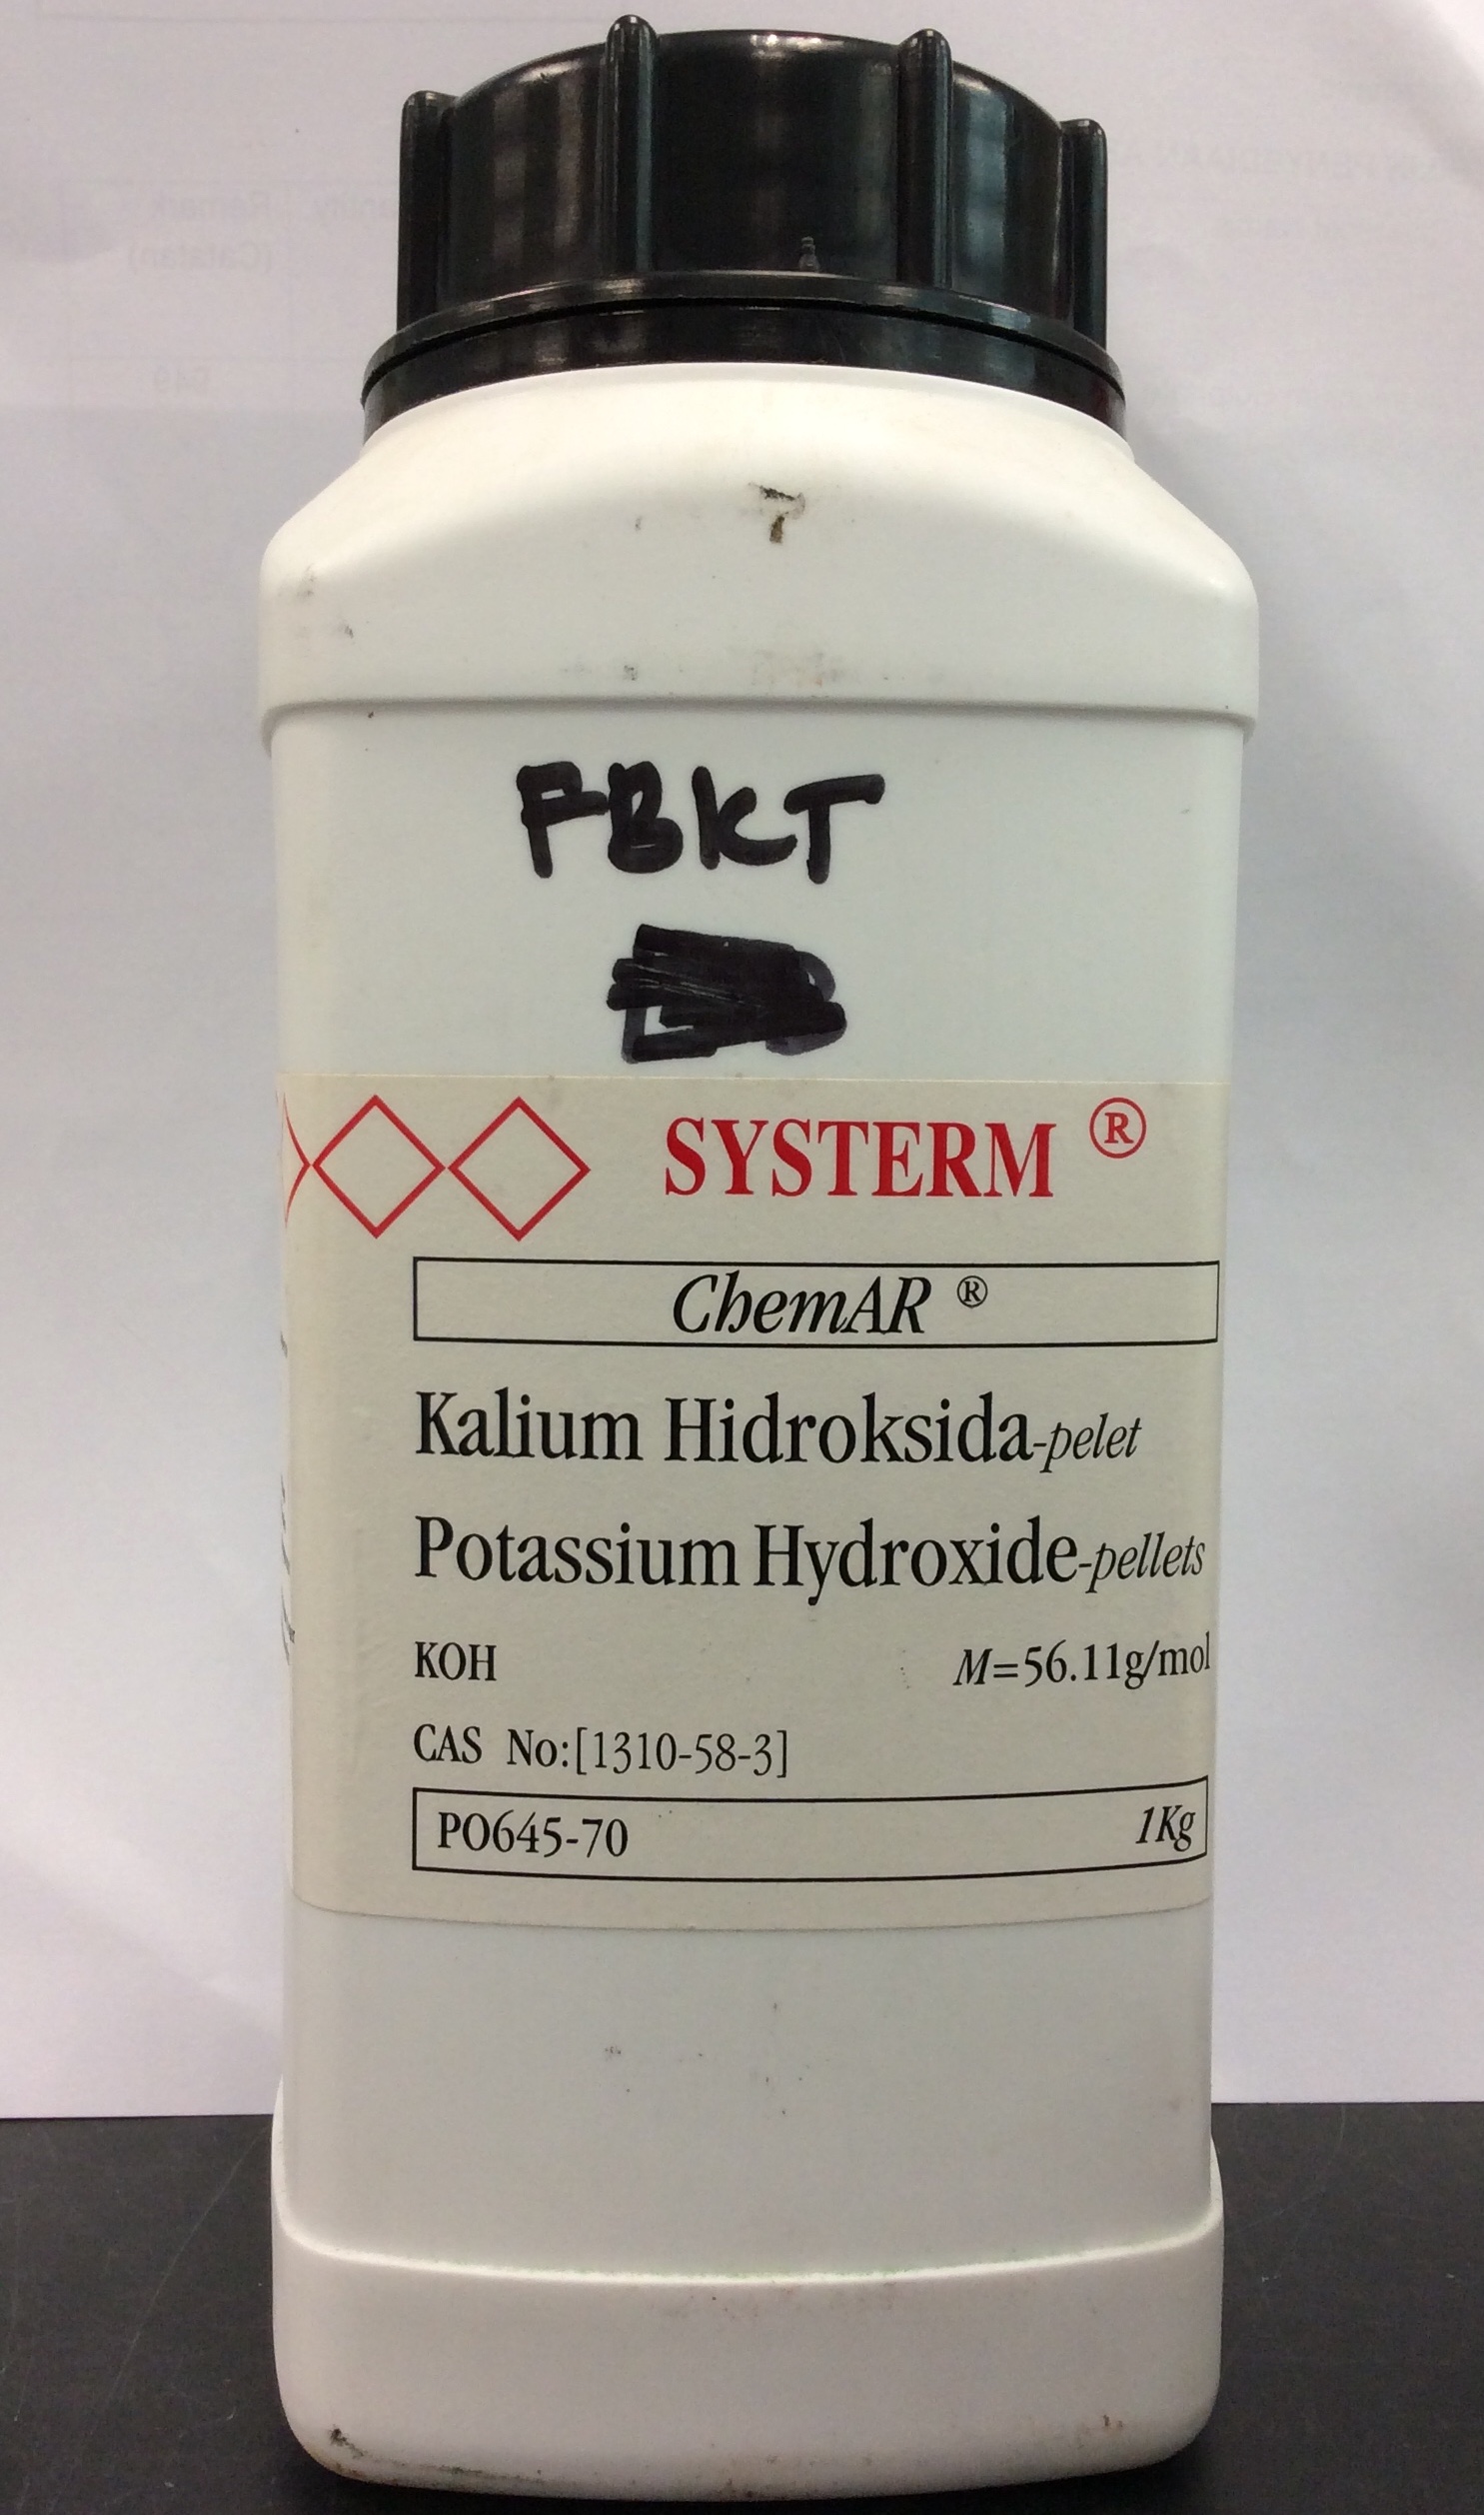 FBKT
SYSTERM ®
ChemAR ®
Kalium Hidroksida-pelet
Potassium Hydroxide-pellets
KOH M=56.11g/mol
CAS No:[1310-58-3]
PO645-70 1Kg